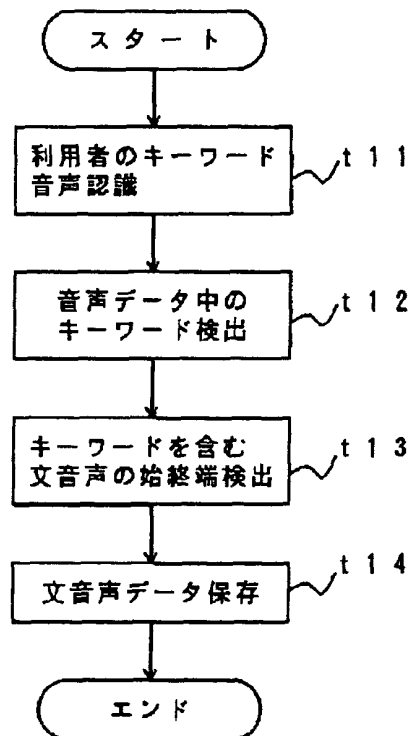 スタート
利用者のキーワード
音声認識
t11
音声データ中の
キーワード検出
t12
キーワードを含む
文音声の始終端検出
t13
文音声データ保存
t14
エンド